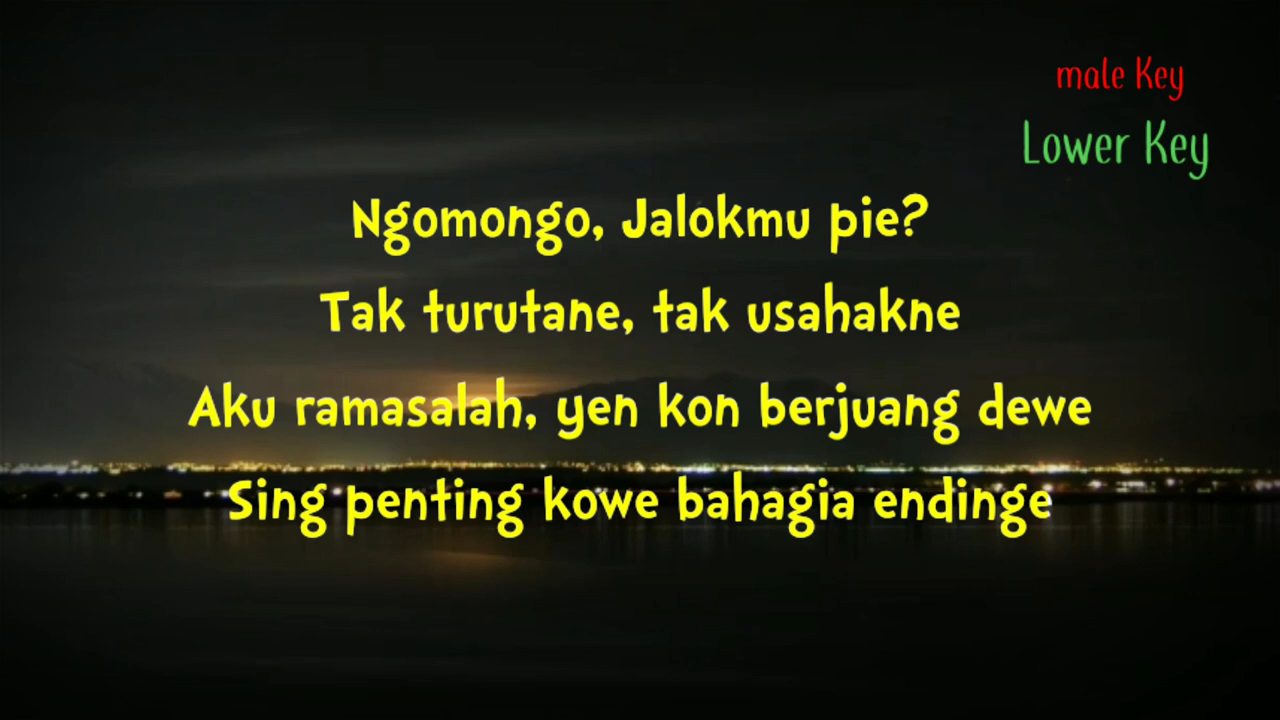 male Key
Lower Key
Ngomongo, Jalokmu pie?
Tak turutane, tak usahakne
Aku ramasalah, yen kon berjuang dewe
Sing penting kowe bahagia endinge